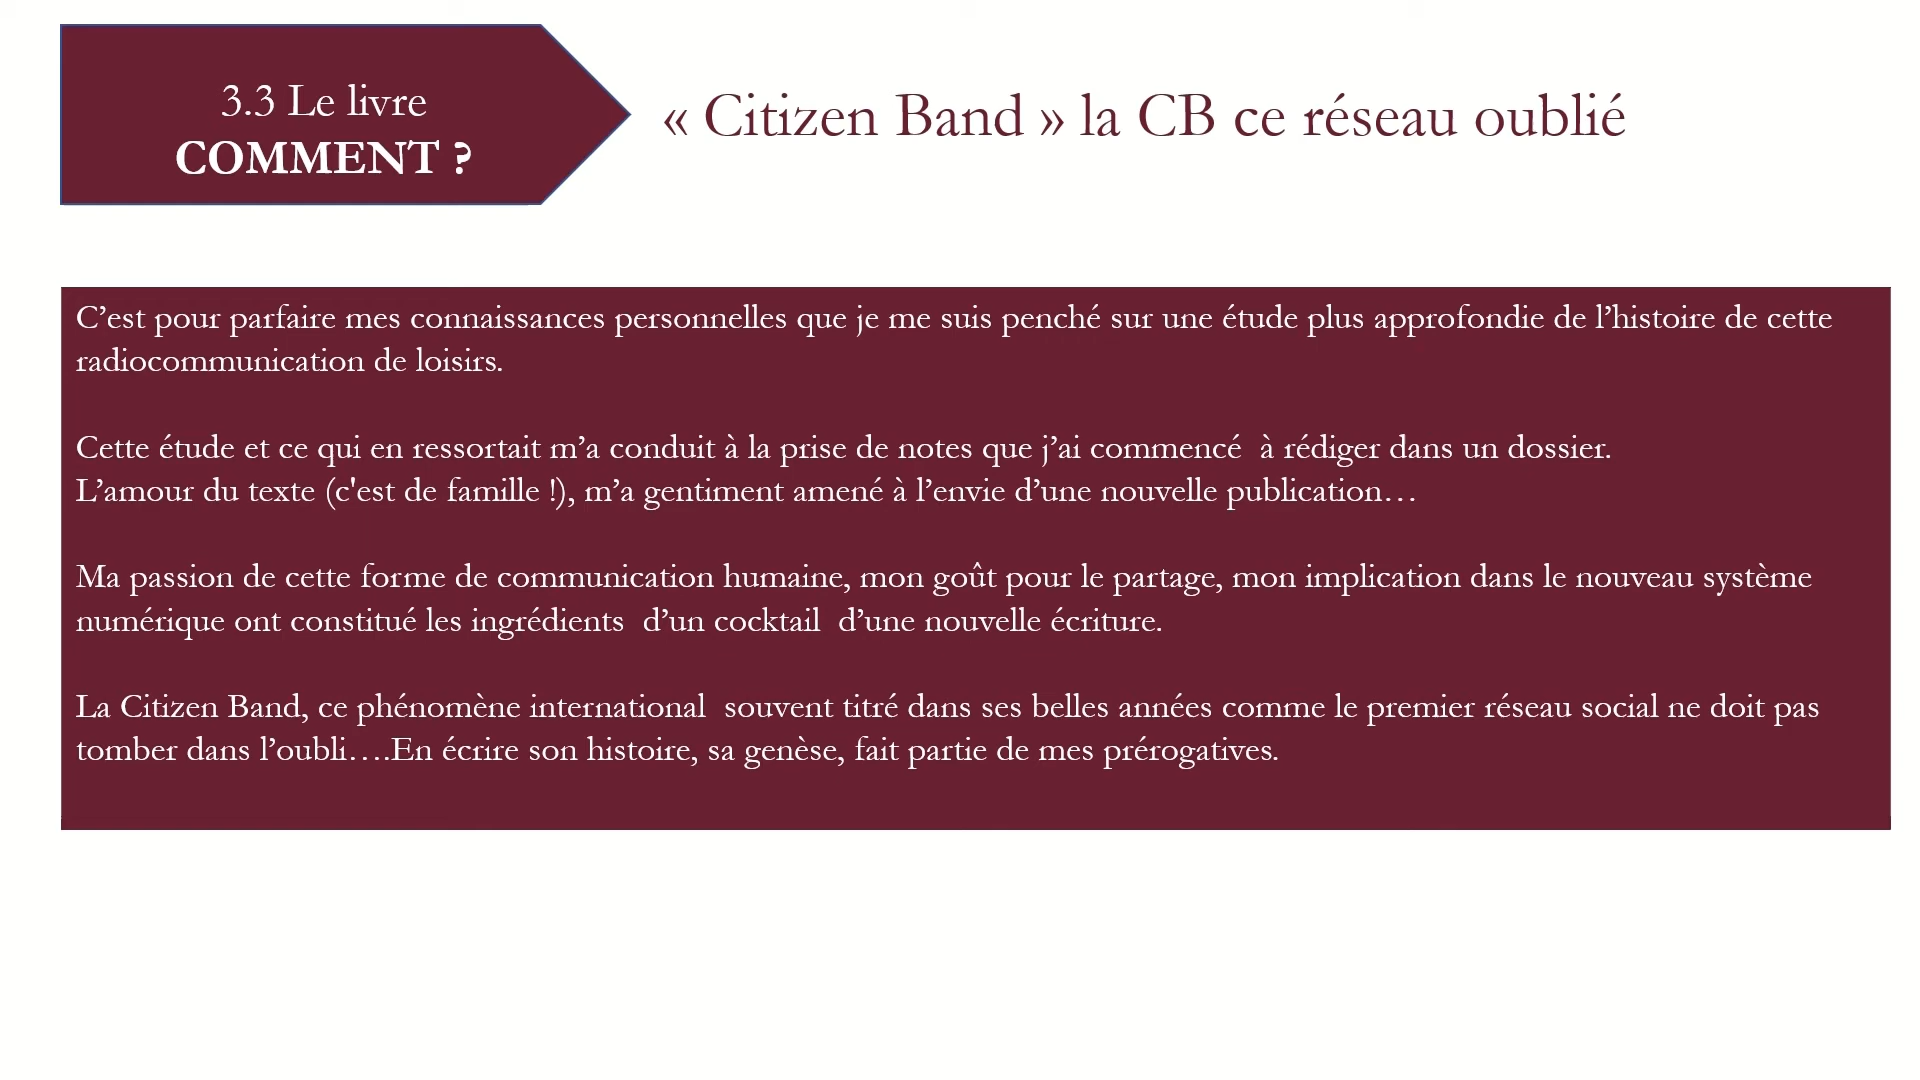 3.3 Le livre
COMMENT ?
« Citizen Band » la CB ce réseau oublié
C’est pour parfaire mes connaissances personnelles que je me suis penché sur une étude plus approfondie de l’histoire de cette
radiocommunication de loisirs.
Cette étude et ce qui en ressortait m’a conduit à la prise de notes que j’ai commencé  à rédiger dans un dossier.
L’amour du texte (c'est de famille !), m’a gentiment amené à l’envie d’une nouvelle publication…
Ma passion de cette forme de communication humaine, mon goût pour le partage, mon implication dans le nouveau système
numérique ont constitué les ingrédients  d’un cocktail  d’une nouvelle écriture.
La Citizen Band, ce phénomène international  souvent titré dans ses belles années comme le premier réseau social ne doit pas
tomber dans l’oubli….En écrire son histoire, sa genèse, fait partie de mes prérogatives.